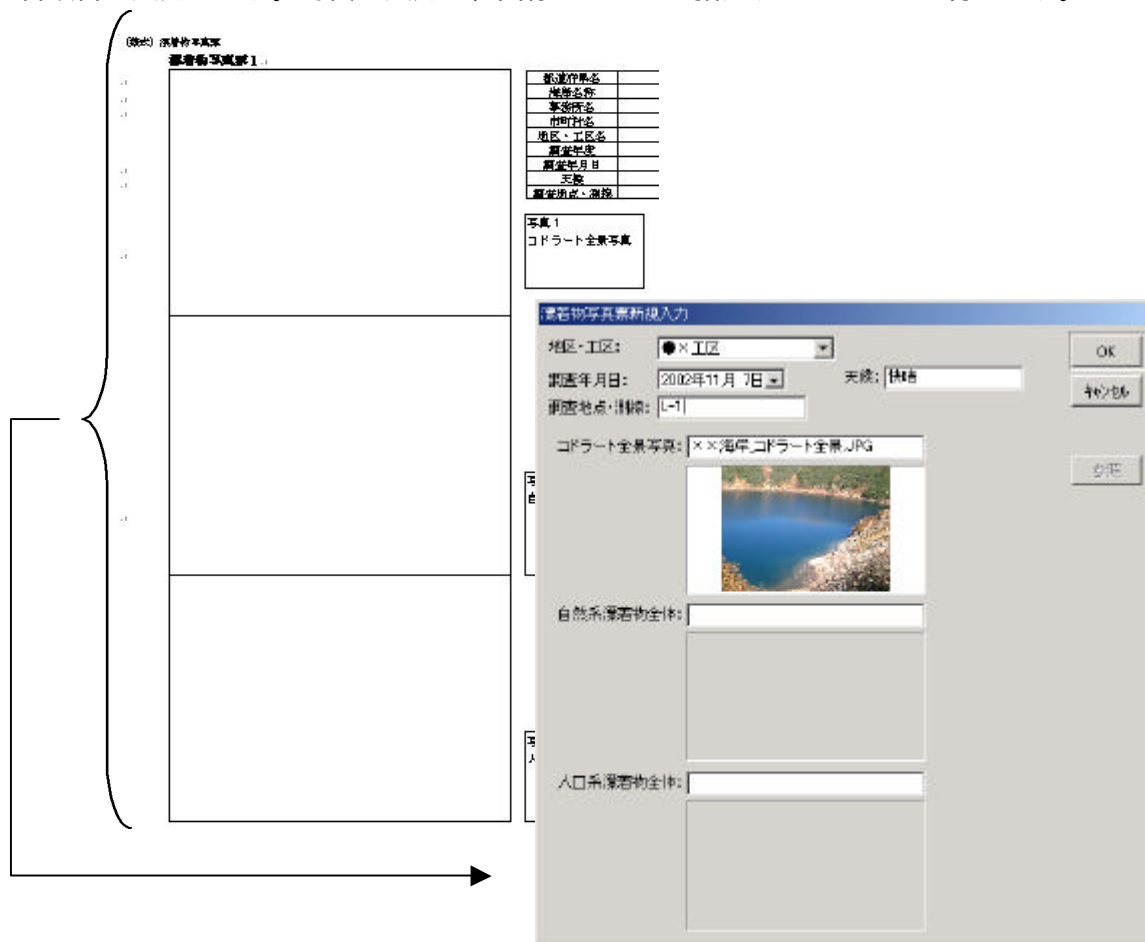 (様式) 漂着物写真票
漂着物写真票 1
都道府県名
海岸名称
事務所名
市町村名
地区・工区名
調査年度
調査年月日
天候
調査地点・測線
写真 1
コドラート全景写真
漂着物写真票新規入力
地区・工区:
●×工区
OK
調査年月日:
2002年11月 7日
天候:
快晴
キャンセル
調査地点・測線:
L-1
コドラート全景写真:
××海岸_コドラート全景.JPG
参照
自然系漂着物全体:
人口系漂着物全体: